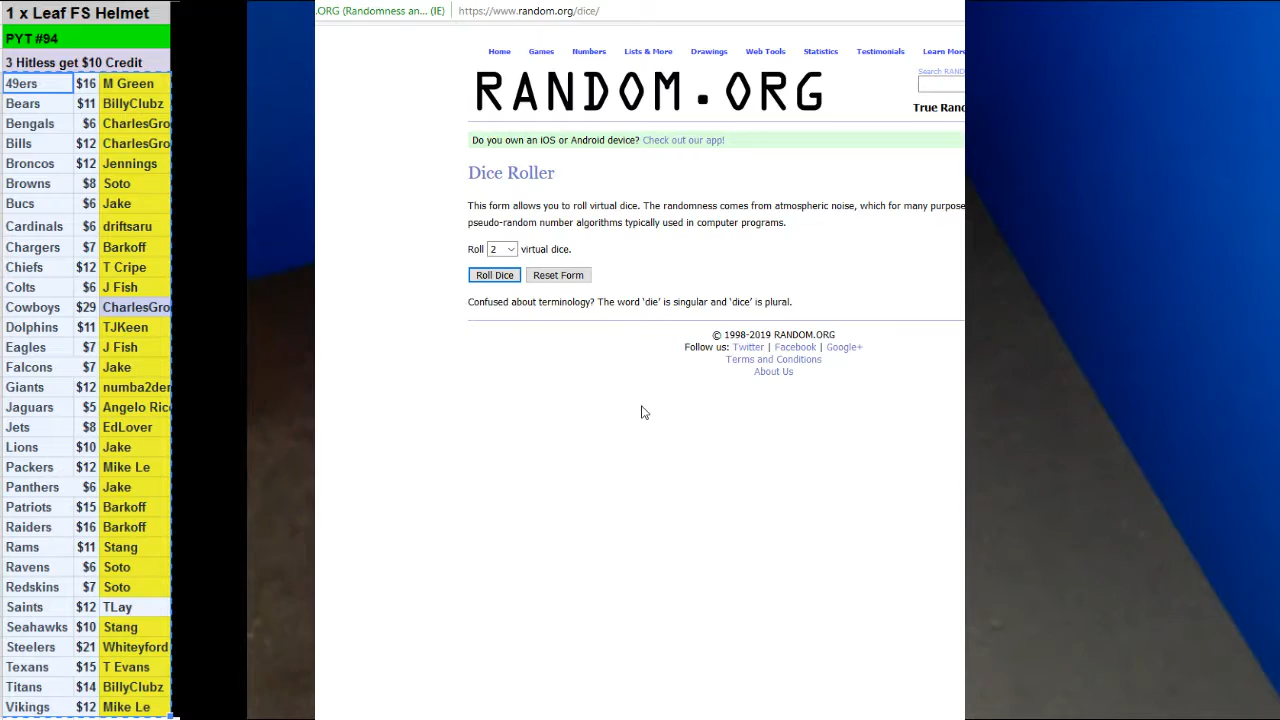 1 x Leaf FS Helmet
PYT #94
3 Hitless get $10 Credit
49ers $16 M Green
Bears $11 BillyClubz
Bengals $6 CharlesGro
Bills $12 CharlesGro
Broncos $12 Jennings
Browns $8 Soto
Bucs $6 Jake
Cardinals $6 driftsaru
Chargers $7 Barkoff
Chiefs $12 T Cripe
Colts $6 J Fish
Cowboys $29 CharlesGro
Dolphins $11 TJKeen
Eagles $7 J Fish
Falcons $7 Jake
Giants $12 numba2der
Jaguars $5 Angelo Ric
Jets $8 EdLover
Lions $10 Jake
Packers $12 Mike Le
Panthers $6 Jake
Patriots $15 Barkoff
Raiders $16 Barkoff
Rams $11 Stang
Ravens $6 Soto
Redskins $7 Soto
Saints $12 TLay
Seahawks $10 Stang
Steelers $21 Whiteyford
Texans $15 T Evans
Titans $14 BillyClubz
Vikings $12 Mike Le
.ORG (Randomness an... (IE) https://www.random.org/dice/
Home Games Numbers Lists & More Drawings Web Tools Statistics Testimonials Learn More
Search RAND
RANDOM.ORG
True Rand
Do you own an iOS or Android device? Check out our app!
Dice Roller
This form allows you to roll virtual dice. The randomness comes from atmospheric noise, which for many purpose
pseudo-random number algorithms typically used in computer programs.
Roll 2 virtual dice.
Roll Dice Reset Form
Confused about terminology? The word ‘die’ is singular and ‘dice’ is plural.
© 1998-2019 RANDOM.ORG
Follow us: Twitter | Facebook | Google+
Terms and Conditions
About Us